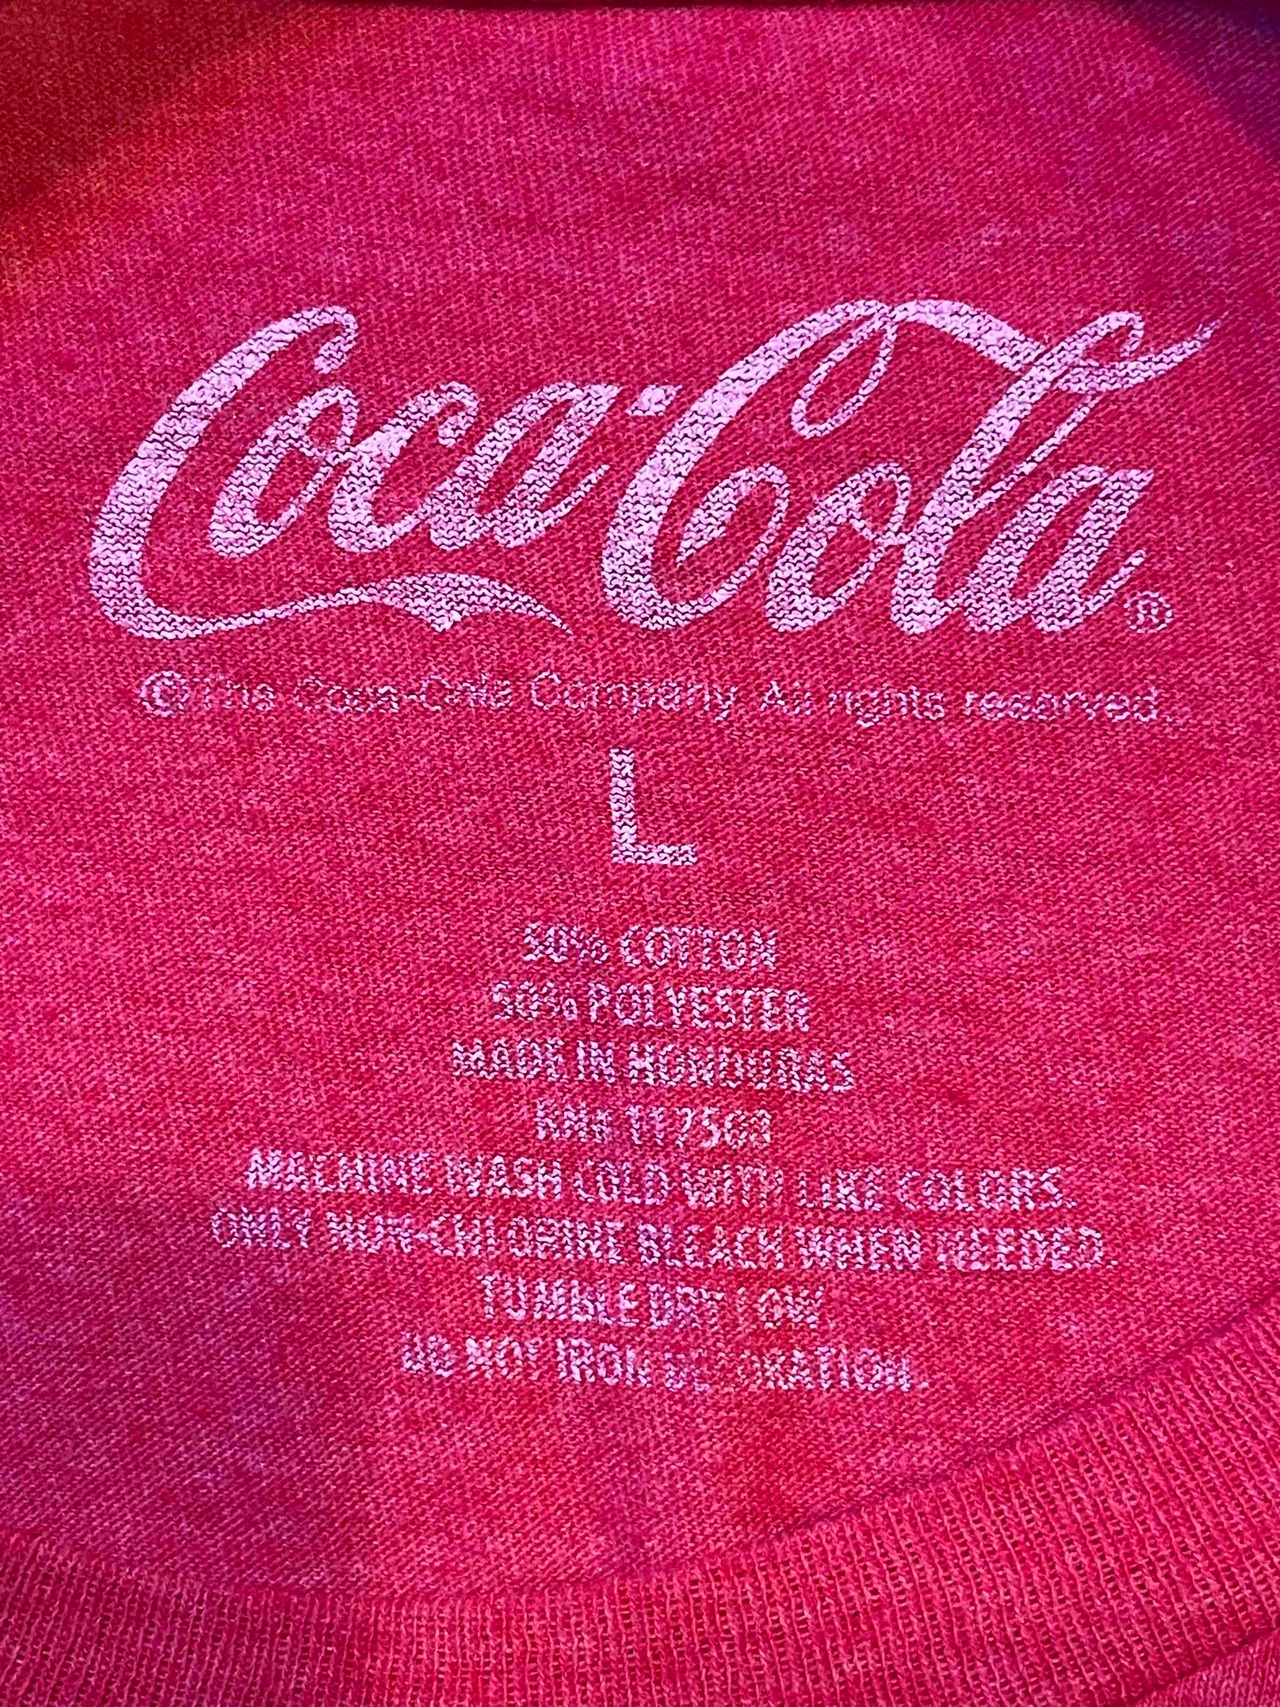 Coca-Cola®
©The Coca-Cola Company. All rights reserved.
L
50% COTTON
50% POLYESTER
MADE IN HONDURAS
RN#
MACHINE WASH COLD WITH LIKE COLORS.
ONLY NON-CHLORINE BLEACH WHEN NEEDED.
TUMBLE DRY LOW.
DO NOT IRON DECORATION.